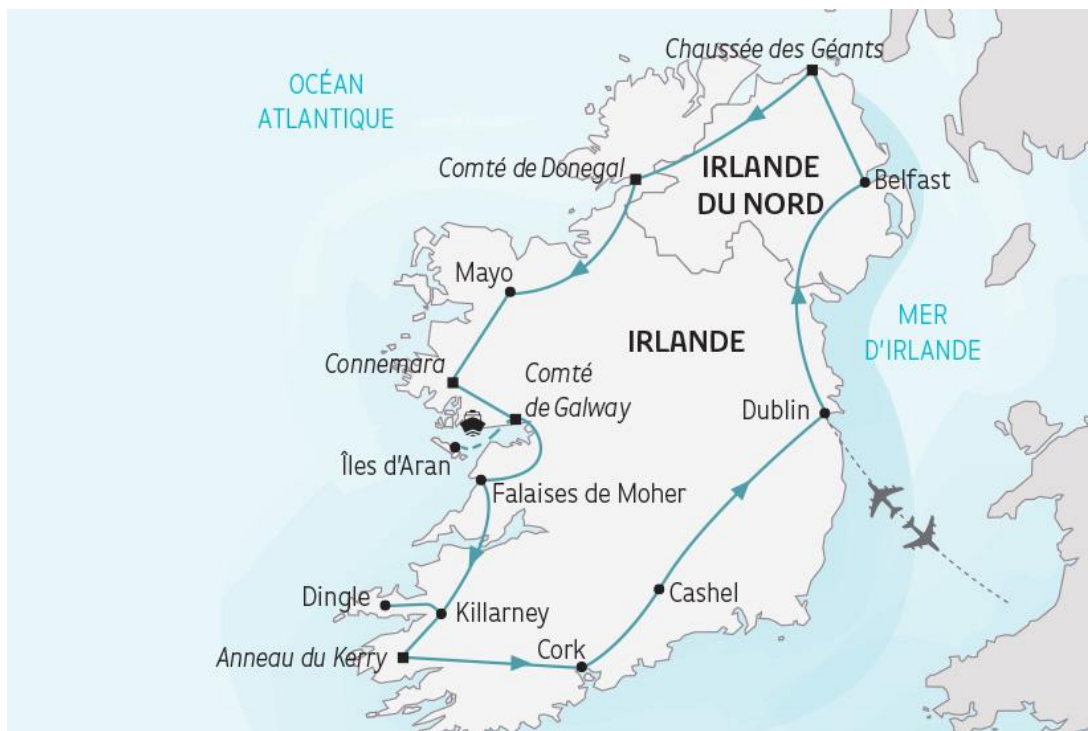 Chaussée des Géants
OCÉAN
ATLANTIQUE
Comté de Donegal
IRLANDE
DU NORD
Belfast
Mayo
MER
D'IRLANDE
IRLANDE
Connemara
Comté
de Galway
Dublin
Îles d'Aran
Falaises de Moher
Dingle
Killarney
Cashel
Anneau du Kerry
Cork